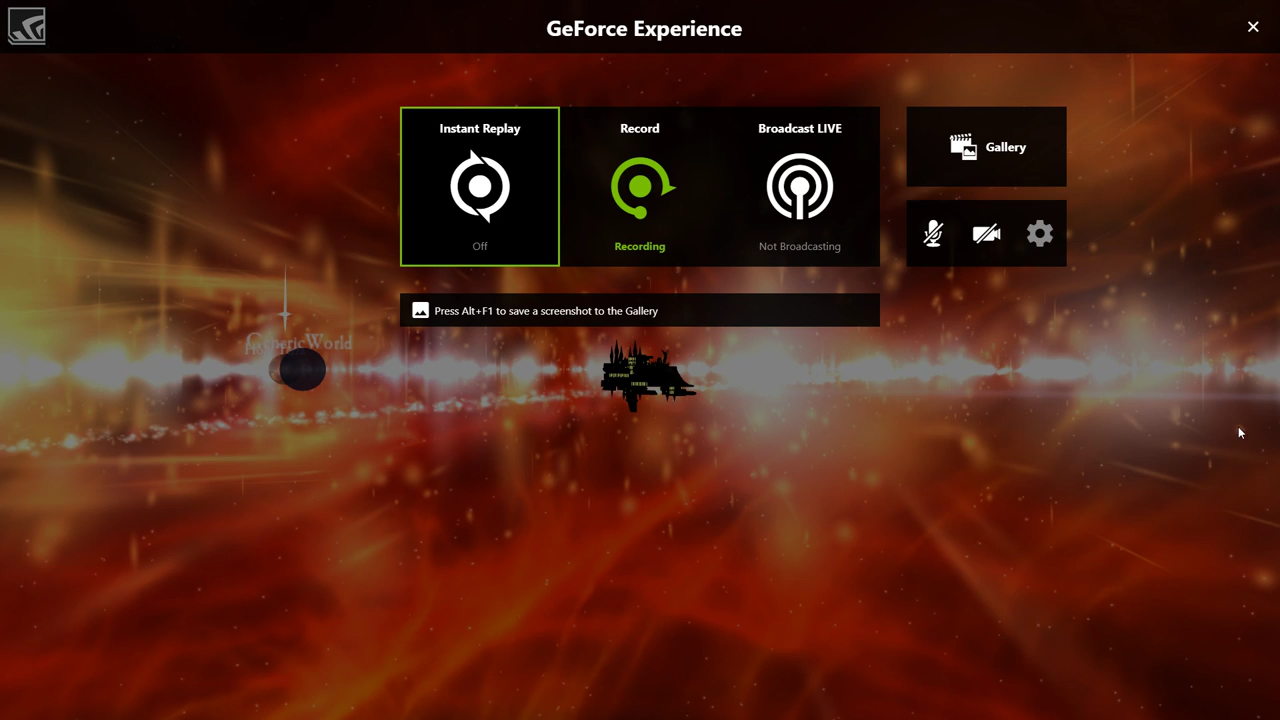 GeForce Experience
Instant Replay
Record
Broadcast LIVE
Gallery
Off
Recording
Not Broadcasting
Press Alt+F1 to save a screenshot to the Gallery
GenericWorld